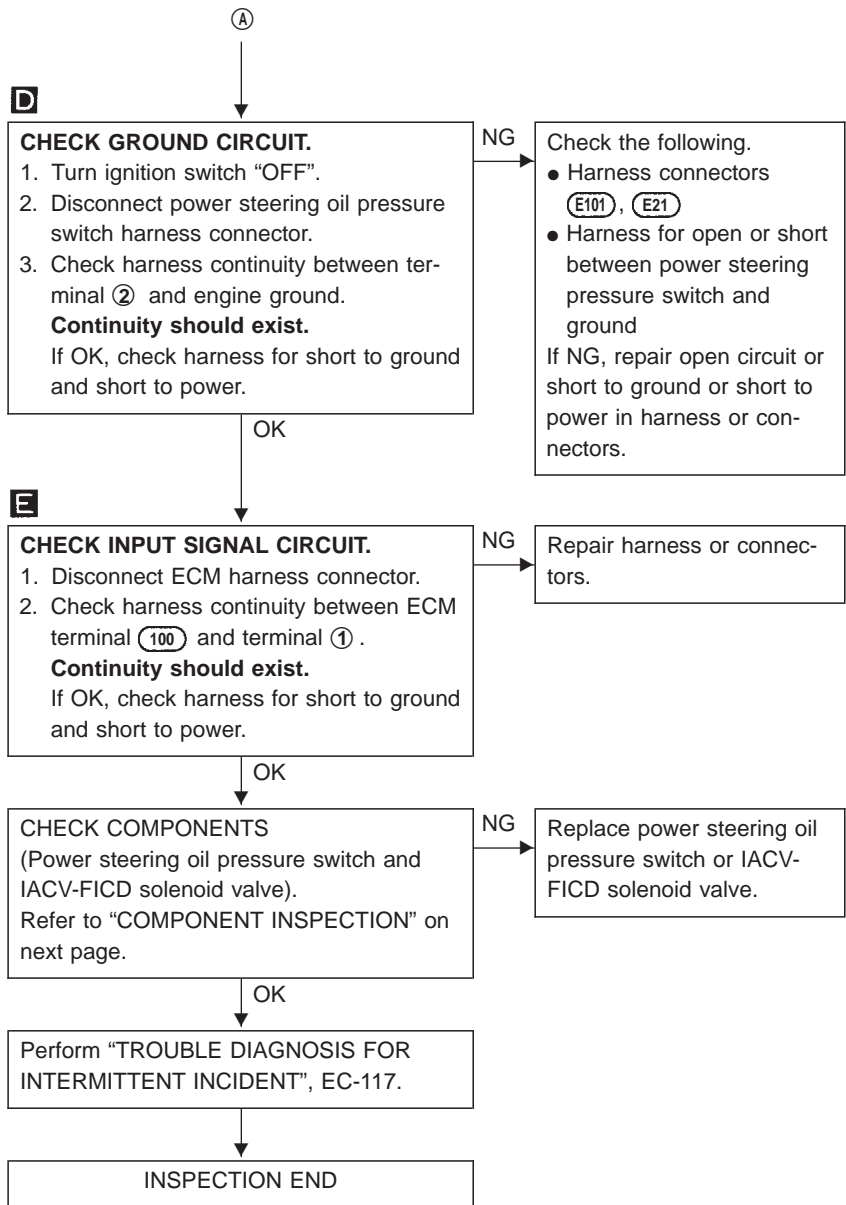 Ⓐ
D
CHECK GROUND CIRCUIT.
1. Turn ignition switch “OFF”.
2. Disconnect power steering oil pressure
switch harness connector.
3. Check harness continuity between ter-
minal ② and engine ground.
Continuity should exist.
If OK, check harness for short to ground
and short to power.
NG
Check the following.
● Harness connectors
E101, E21
● Harness for open or short
between power steering
pressure switch and
ground
If NG, repair open circuit or
short to ground or short to
power in harness or con-
nectors.
OK
E
CHECK INPUT SIGNAL CIRCUIT.
1. Disconnect ECM harness connector.
2. Check harness continuity between ECM
terminal 100 and terminal ①.
Continuity should exist.
If OK, check harness for short to ground
and short to power.
NG
Repair harness or connec-
tors.
OK
CHECK COMPONENTS
(Power steering oil pressure switch and
IACV-FICD solenoid valve).
Refer to “COMPONENT INSPECTION” on
next page.
NG
Replace power steering oil
pressure switch or IACV-
FICD solenoid valve.
OK
Perform “TROUBLE DIAGNOSIS FOR
INTERMITTENT INCIDENT”, EC-117.
INSPECTION END